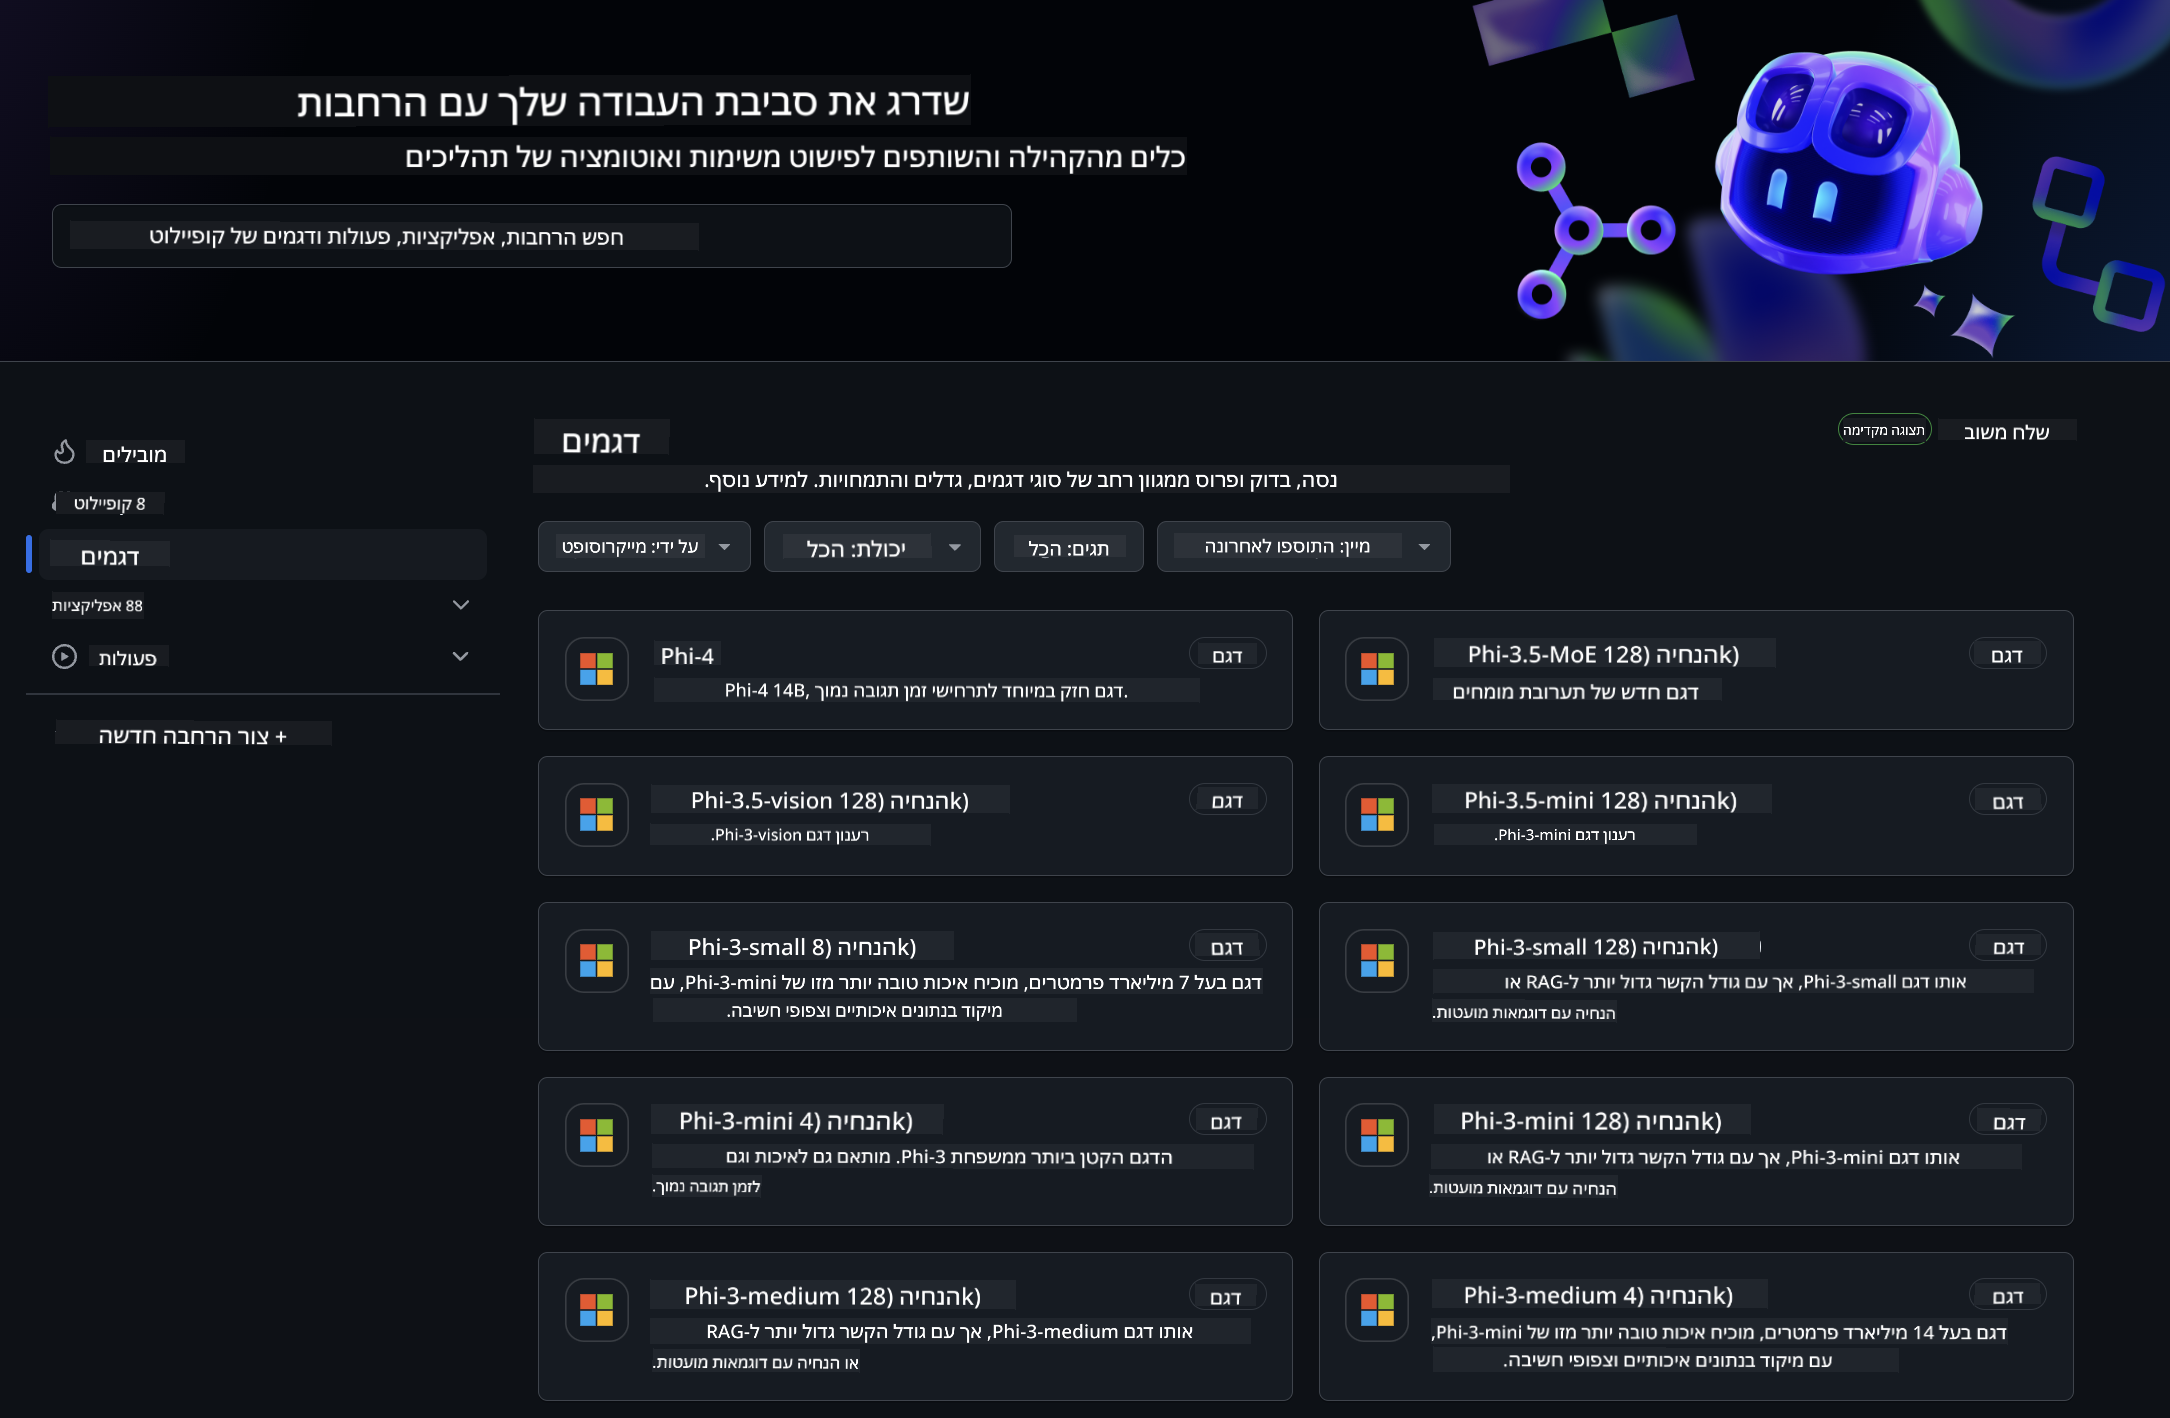 שדרג את סביבת העבודה שלך עם הרחבות
כלים מהקהילה והשותפים לפישוט משימות ואוטומציה של תהליכים
חפש הרחבות, אפליקציות, פעולות ודגמים של קופיילוט
מובילים
8 קופיילוט
דגמים
88 אפליקציות
פעולות
+ צור הרחבה חדשה
דגמים
תצוגה מקדימה
שלח משוב
נסה, בדוק ופרוס ממגוון רחב של סוגי דגמים, גדלים והתמחויות. למידע נוסף.
על ידי: מייקרוסופט
יכולת: הכל
תגים: הכל
מיין: התווספו לאחרונה
Phi-4
דגם
Phi-4 14B, דגם חזק במיוחד לתרחישי זמן תגובה נמוך.
Phi-3.5-MoE הנחיה (128k)
דגם
דגם חדש של תערובת מומחים
Phi-3.5-vision הנחיה (128k)
דגם
רענון דגם Phi-3-vision.
Phi-3.5-mini הנחיה (128k)
דגם
רענון דגם Phi-3-mini.
Phi-3-small הנחיה (8k)
דגם
דגם בעל 7 מיליארד פרמטרים, מוכיח איכות טובה יותר מזו של Phi-3-mini, עם
מיקוד בנתונים איכותיים וצפופי חשיבה.
Phi-3-small הנחיה (128k)
דגם
אותו דגם Phi-3-small, אך עם גודל הקשר גדול יותר ל-RAG או
הנחיה עם דוגמאות מועטות.
Phi-3-mini הנחיה (4k)
דגם
הדגם הקטן ביותר ממשפחת Phi-3. מותאם גם לאיכות וגם
לזמן תגובה נמוך.
Phi-3-mini הנחיה (128k)
דגם
אותו דגם Phi-3-mini, אך עם גודל הקשר גדול יותר ל-RAG או
הנחיה עם דוגמאות מועטות.
Phi-3-medium הנחיה (128k)
דגם
אותו דגם Phi-3-medium, אך עם גודל הקשר גדול יותר ל-RAG
או הנחיה עם דוגמאות מועטות.
Phi-3-medium הנחיה (4k)
דגם
דגם בעל 14 מיליארד פרמטרים, מוכיח איכות טובה יותר מזו של Phi-3-mini,
עם מיקוד בנתונים איכותיים וצפופי חשיבה.